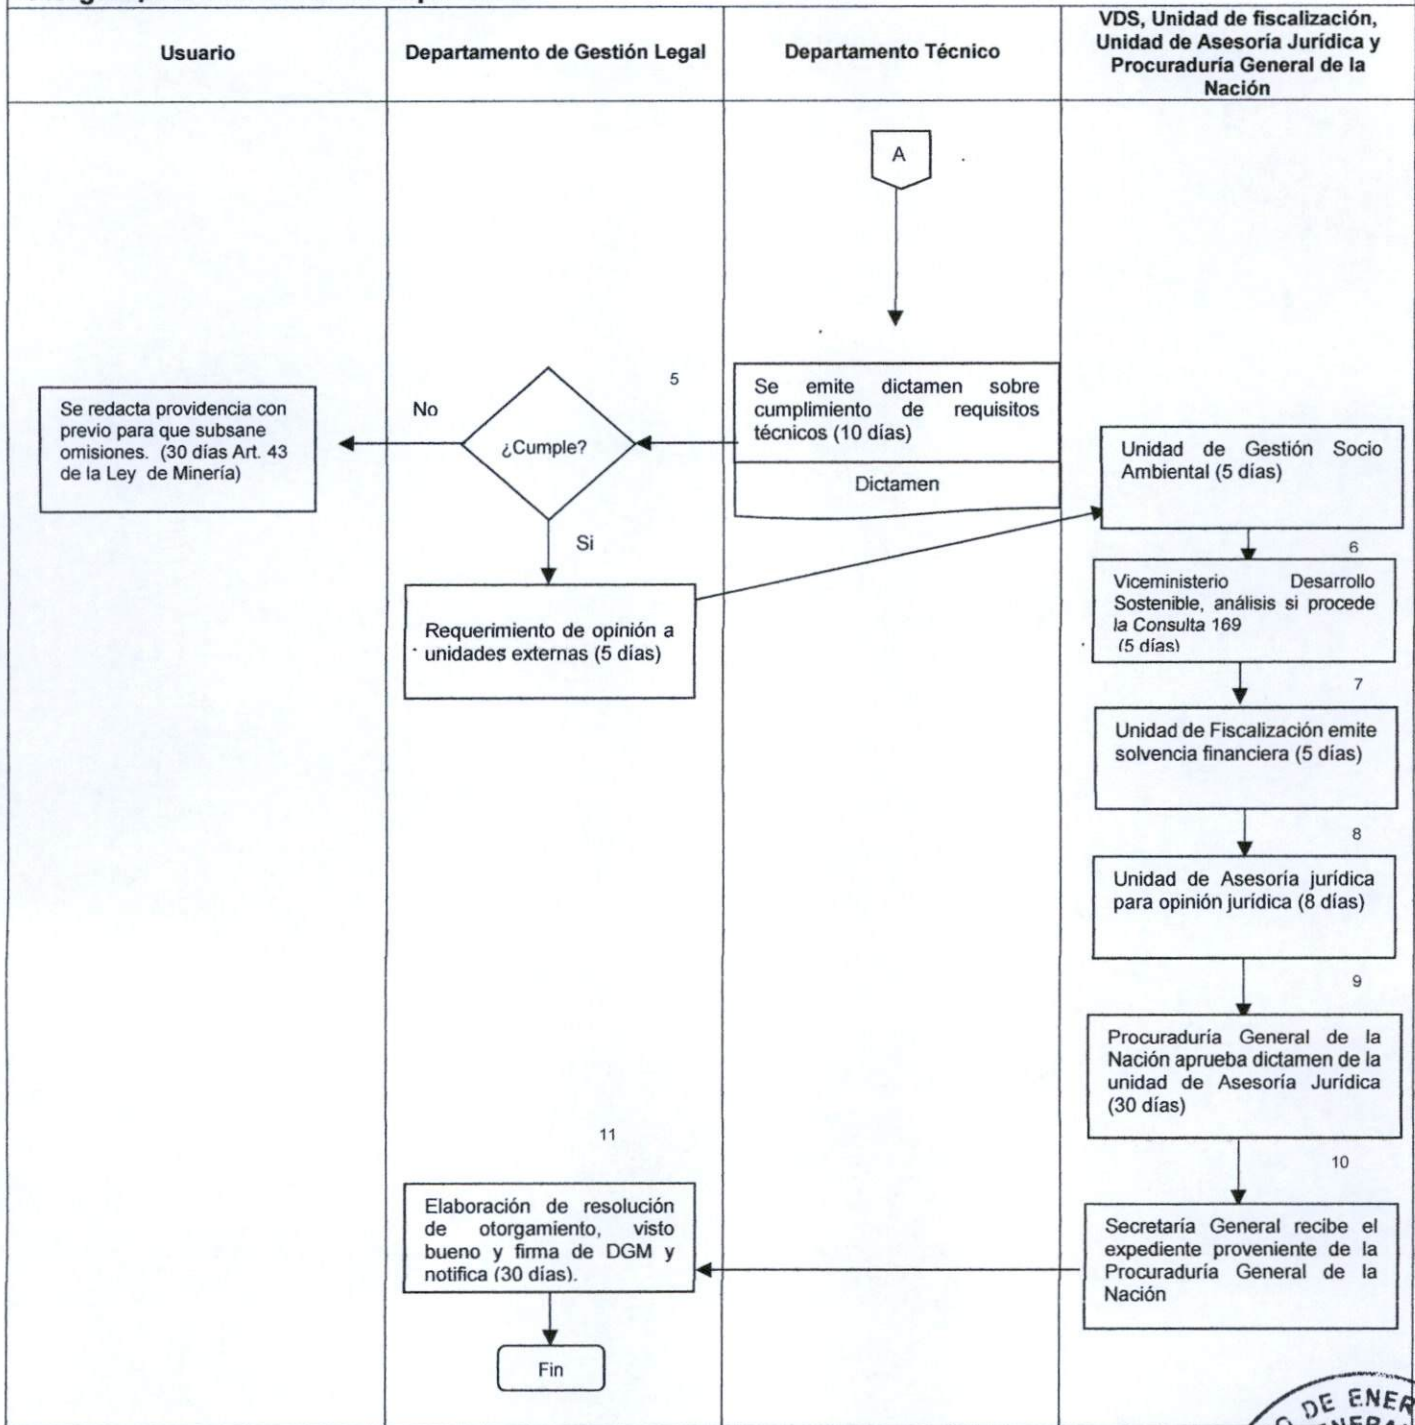 Usuario
Departamento de Gestión Legal
Departamento Técnico
VDS, Unidad de fiscalización,
Unidad de Asesoría Jurídica y
Procuraduría General de la
Nación
A
5
Se emite dictamen sobre
cumplimiento de requisitos
técnicos (10 días)
Dictamen
¿Cumple?
No
Se redacta providencia con
previo para que subsane
omisiones. (30 días Art. 43
de la Ley de Minería)
Si
Requerimiento de opinión a
unidades externas (5 días)
Unidad de Gestión Socio
Ambiental (5 días)
6
Viceministerio Desarrollo
Sostenible, análisis si procede
la Consulta 169
(5 días)
7
Unidad de Fiscalización emite
solvencia financiera (5 días)
8
Unidad de Asesoría jurídica
para opinión jurídica (8 días)
9
Procuraduría General de la
Nación aprueba dictamen de la
unidad de Asesoría Jurídica
(30 días)
10
Secretaría General recibe el
expediente proveniente de la
Procuraduría General de la
Nación
11
Elaboración de resolución
de otorgamiento, visto
bueno y firma de DGM y
notifica (30 días).
Fin
DE ENER